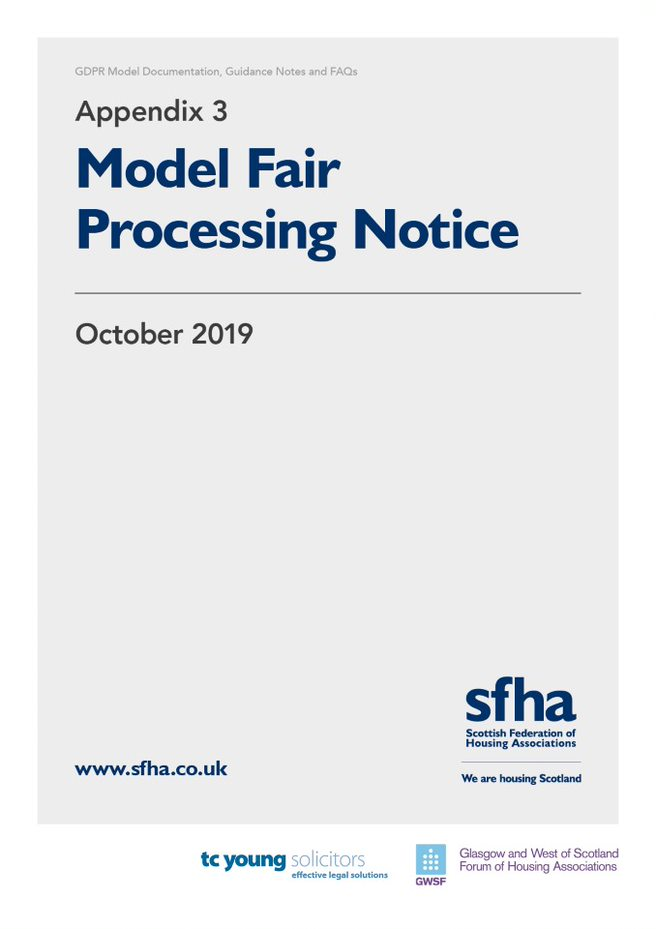 GDPR Model Documentation, Guidance Notes and FAQs
Appendix 3
Model Fair
Processing Notice
October 2019
sfha
Scottish Federation of
Housing Associations
www.sfha.co.uk
We are housing Scotland
tc young solicitors
effective legal solutions
GWSF
Glasgow and West of Scotland
Forum of Housing Associations